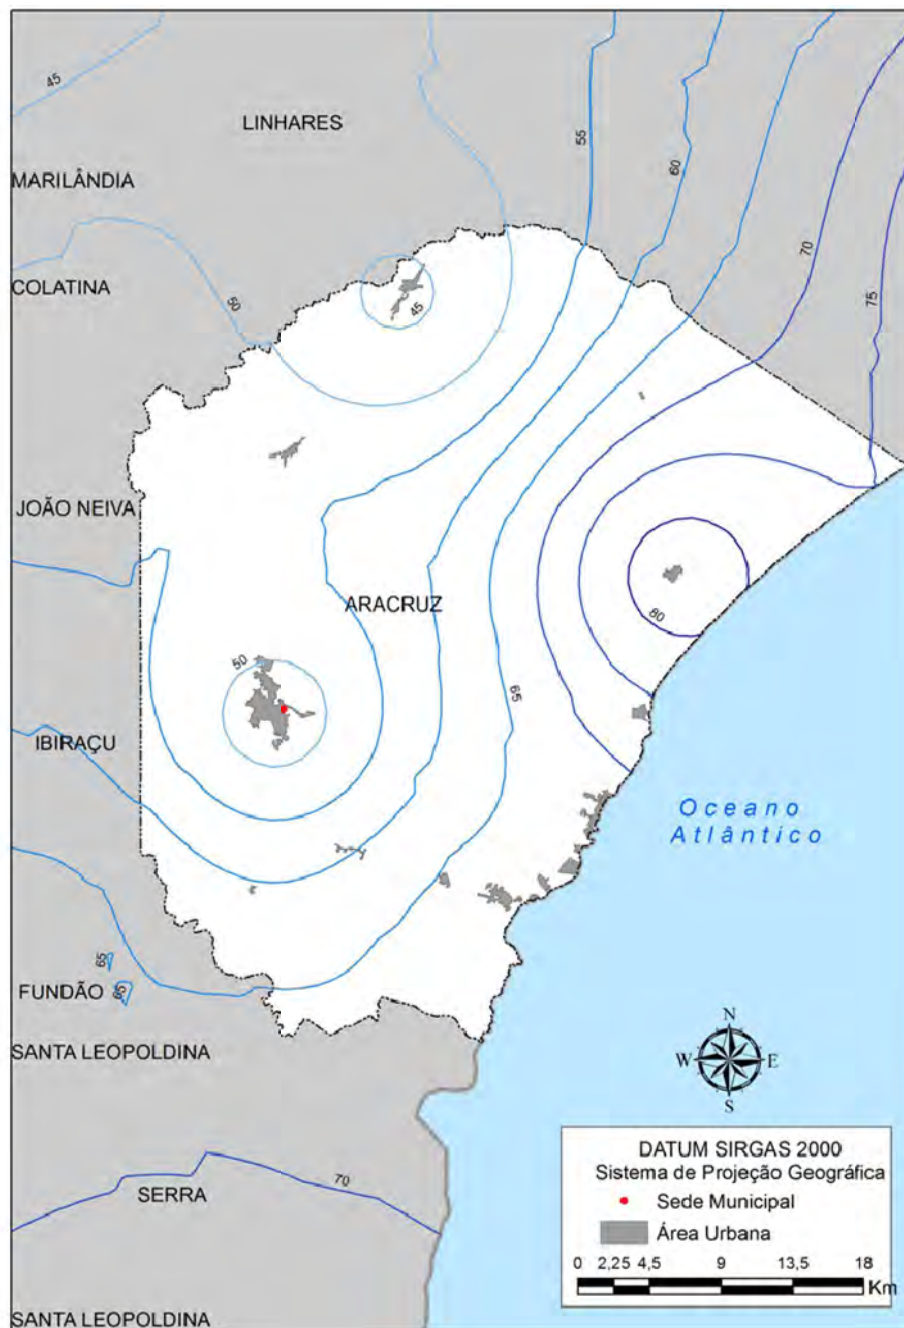 45
LINHARES
55
60
MARILÂNDIA
70
COLATINA
50
45
75
JOÃO NEIVA
ARACRUZ
80
50
65
IBIRAÇU
Oceano
Atlântico
65
65
FUNDÃO
N
W
E
S
SANTA LEOPOLDINA
70
SERRA
DATUM SIRGAS 2000
Sistema de Projeção Geográfica
Sede Municipal
Área Urbana
0 2,25 4,5 9 13,5 18
Km
SANTA LEOPOLDINA